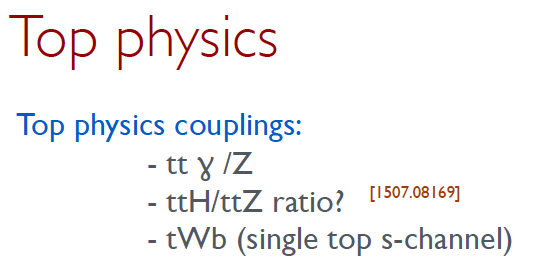 Top physics
Top physics couplings:
- tt γ /Z
- ttH/ttZ ratio? [1507.08169]
- tWb (single top s-channel)